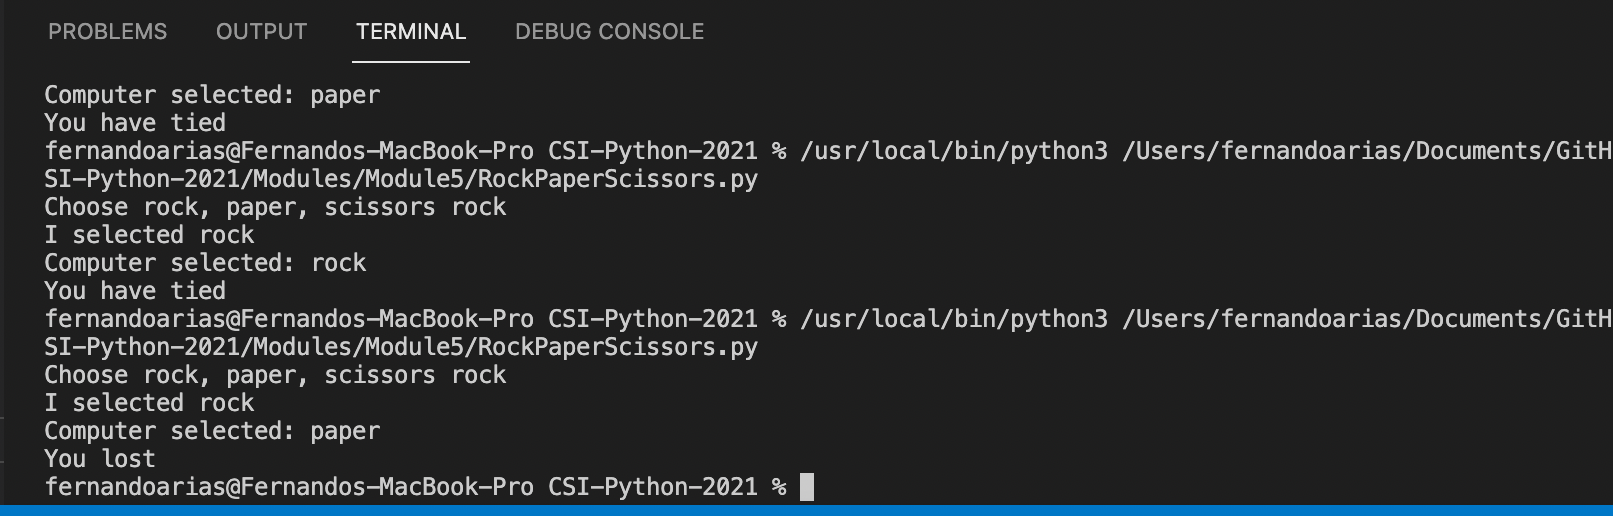 PROBLEMS OUTPUT TERMINAL DEBUG CONSOLE
Computer selected: paper
You have tied
fernandoarias@Fernandos-MacBook-Pro CSI-Python-2021 % /usr/local/bin/python3 /Users/fernandoarias/Documents/GitH
SI-Python-2021/Modules/Module5/RockPaperScissors.py
Choose rock, paper, scissors rock
I selected rock
Computer selected: rock
You have tied
fernandoarias@Fernandos-MacBook-Pro CSI-Python-2021 % /usr/local/bin/python3 /Users/fernandoarias/Documents/GitH
SI-Python-2021/Modules/Module5/RockPaperScissors.py
Choose rock, paper, scissors rock
I selected rock
Computer selected: paper
You lost
fernandoarias@Fernandos-MacBook-Pro CSI-Python-2021 %